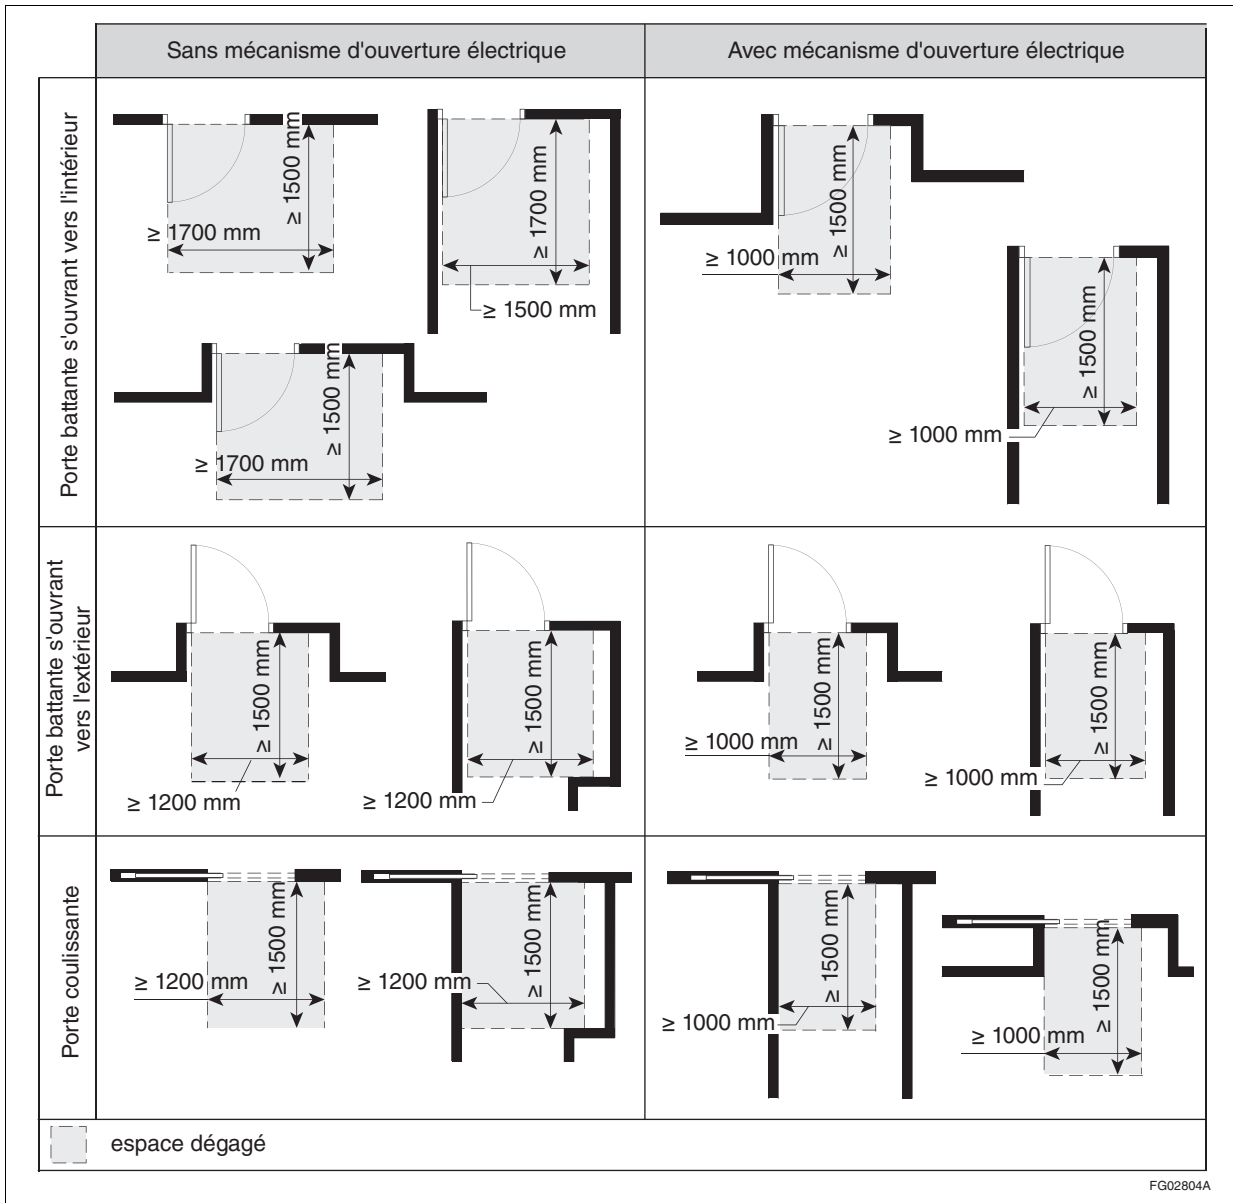 Sans mécanisme d'ouverture électrique
Avec mécanisme d'ouverture électrique
Porte battante s'ouvrant vers l'intérieur
≥ 1500 mm
≥ 1700 mm
≥ 1700 mm
≥ 1500 mm
≥ 1500 mm
≥ 1700 mm
≥ 1500 mm
≥ 1000 mm
≥ 1500 mm
≥ 1000 mm
Porte battante s'ouvrant
vers l'extérieur
≥ 1500 mm
≥ 1200 mm
≥ 1500 mm
≥ 1200 mm
≥ 1500 mm
≥ 1000 mm
≥ 1500 mm
≥ 1000 mm
Porte coulissante
≥ 1500 mm
≥ 1200 mm
≥ 1500 mm
≥ 1200 mm
≥ 1500 mm
≥ 1000 mm
≥ 1500 mm
≥ 1000 mm
espace dégagé
FG02804A